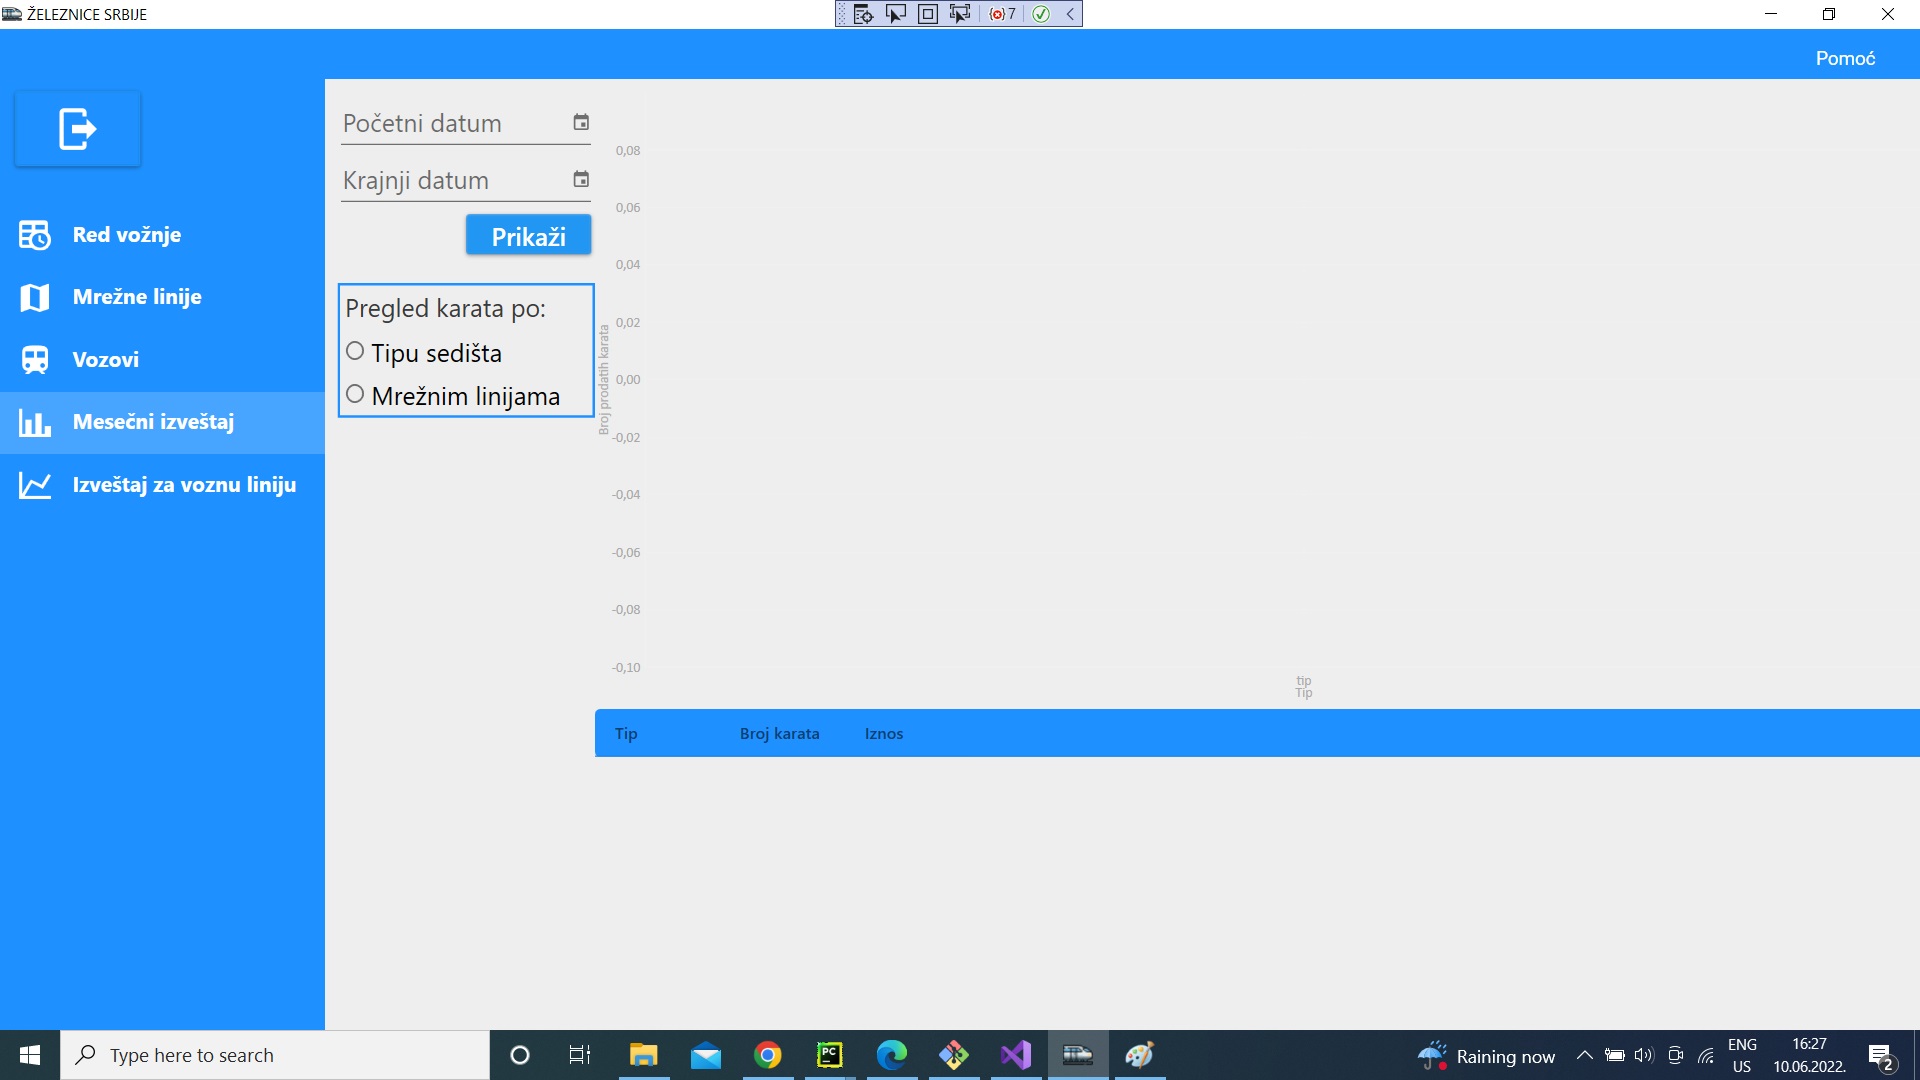 ŽELEZNICE SRBIJE
7
Pomoć
Red vožnje
Mrežne linije
Vozovi
Mesečni izveštaj
Izveštaj za voznu liniju
Početni datum
Krajnji datum
Prikaži
Pregled karata po:
Tipu sedišta
Mrežnim linijama
Broj prodatih karata
0,08
0,06
0,04
0,02
0,00
-0,02
-0,04
-0,06
-0,08
-0,10
tip
Tip
Tip Broj karata Iznos
Type here to search
PC
Raining now
ENG
US
16:27
10.06.2022.
2